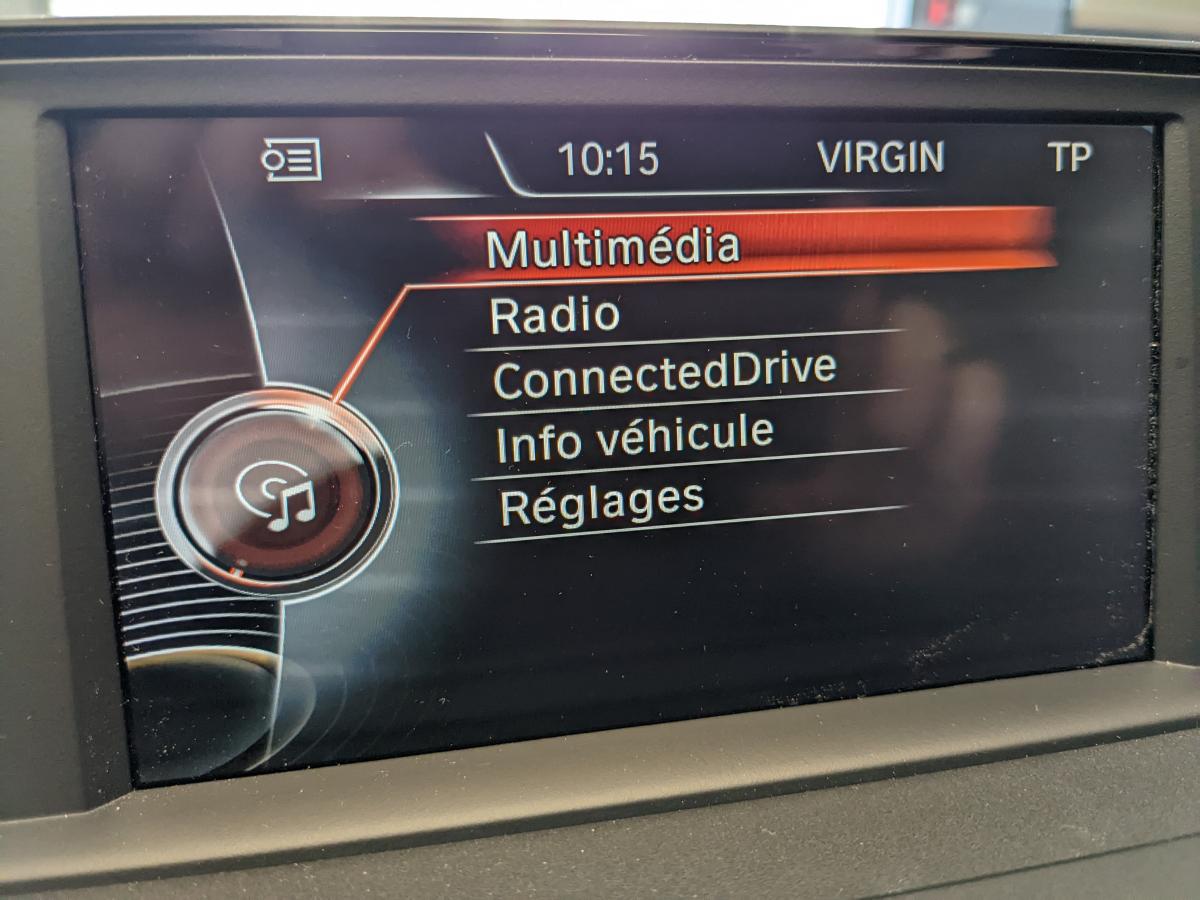 10:15 VIRGIN TP
Multimédia
Radio
ConnectedDrive
Info véhicule
Réglages